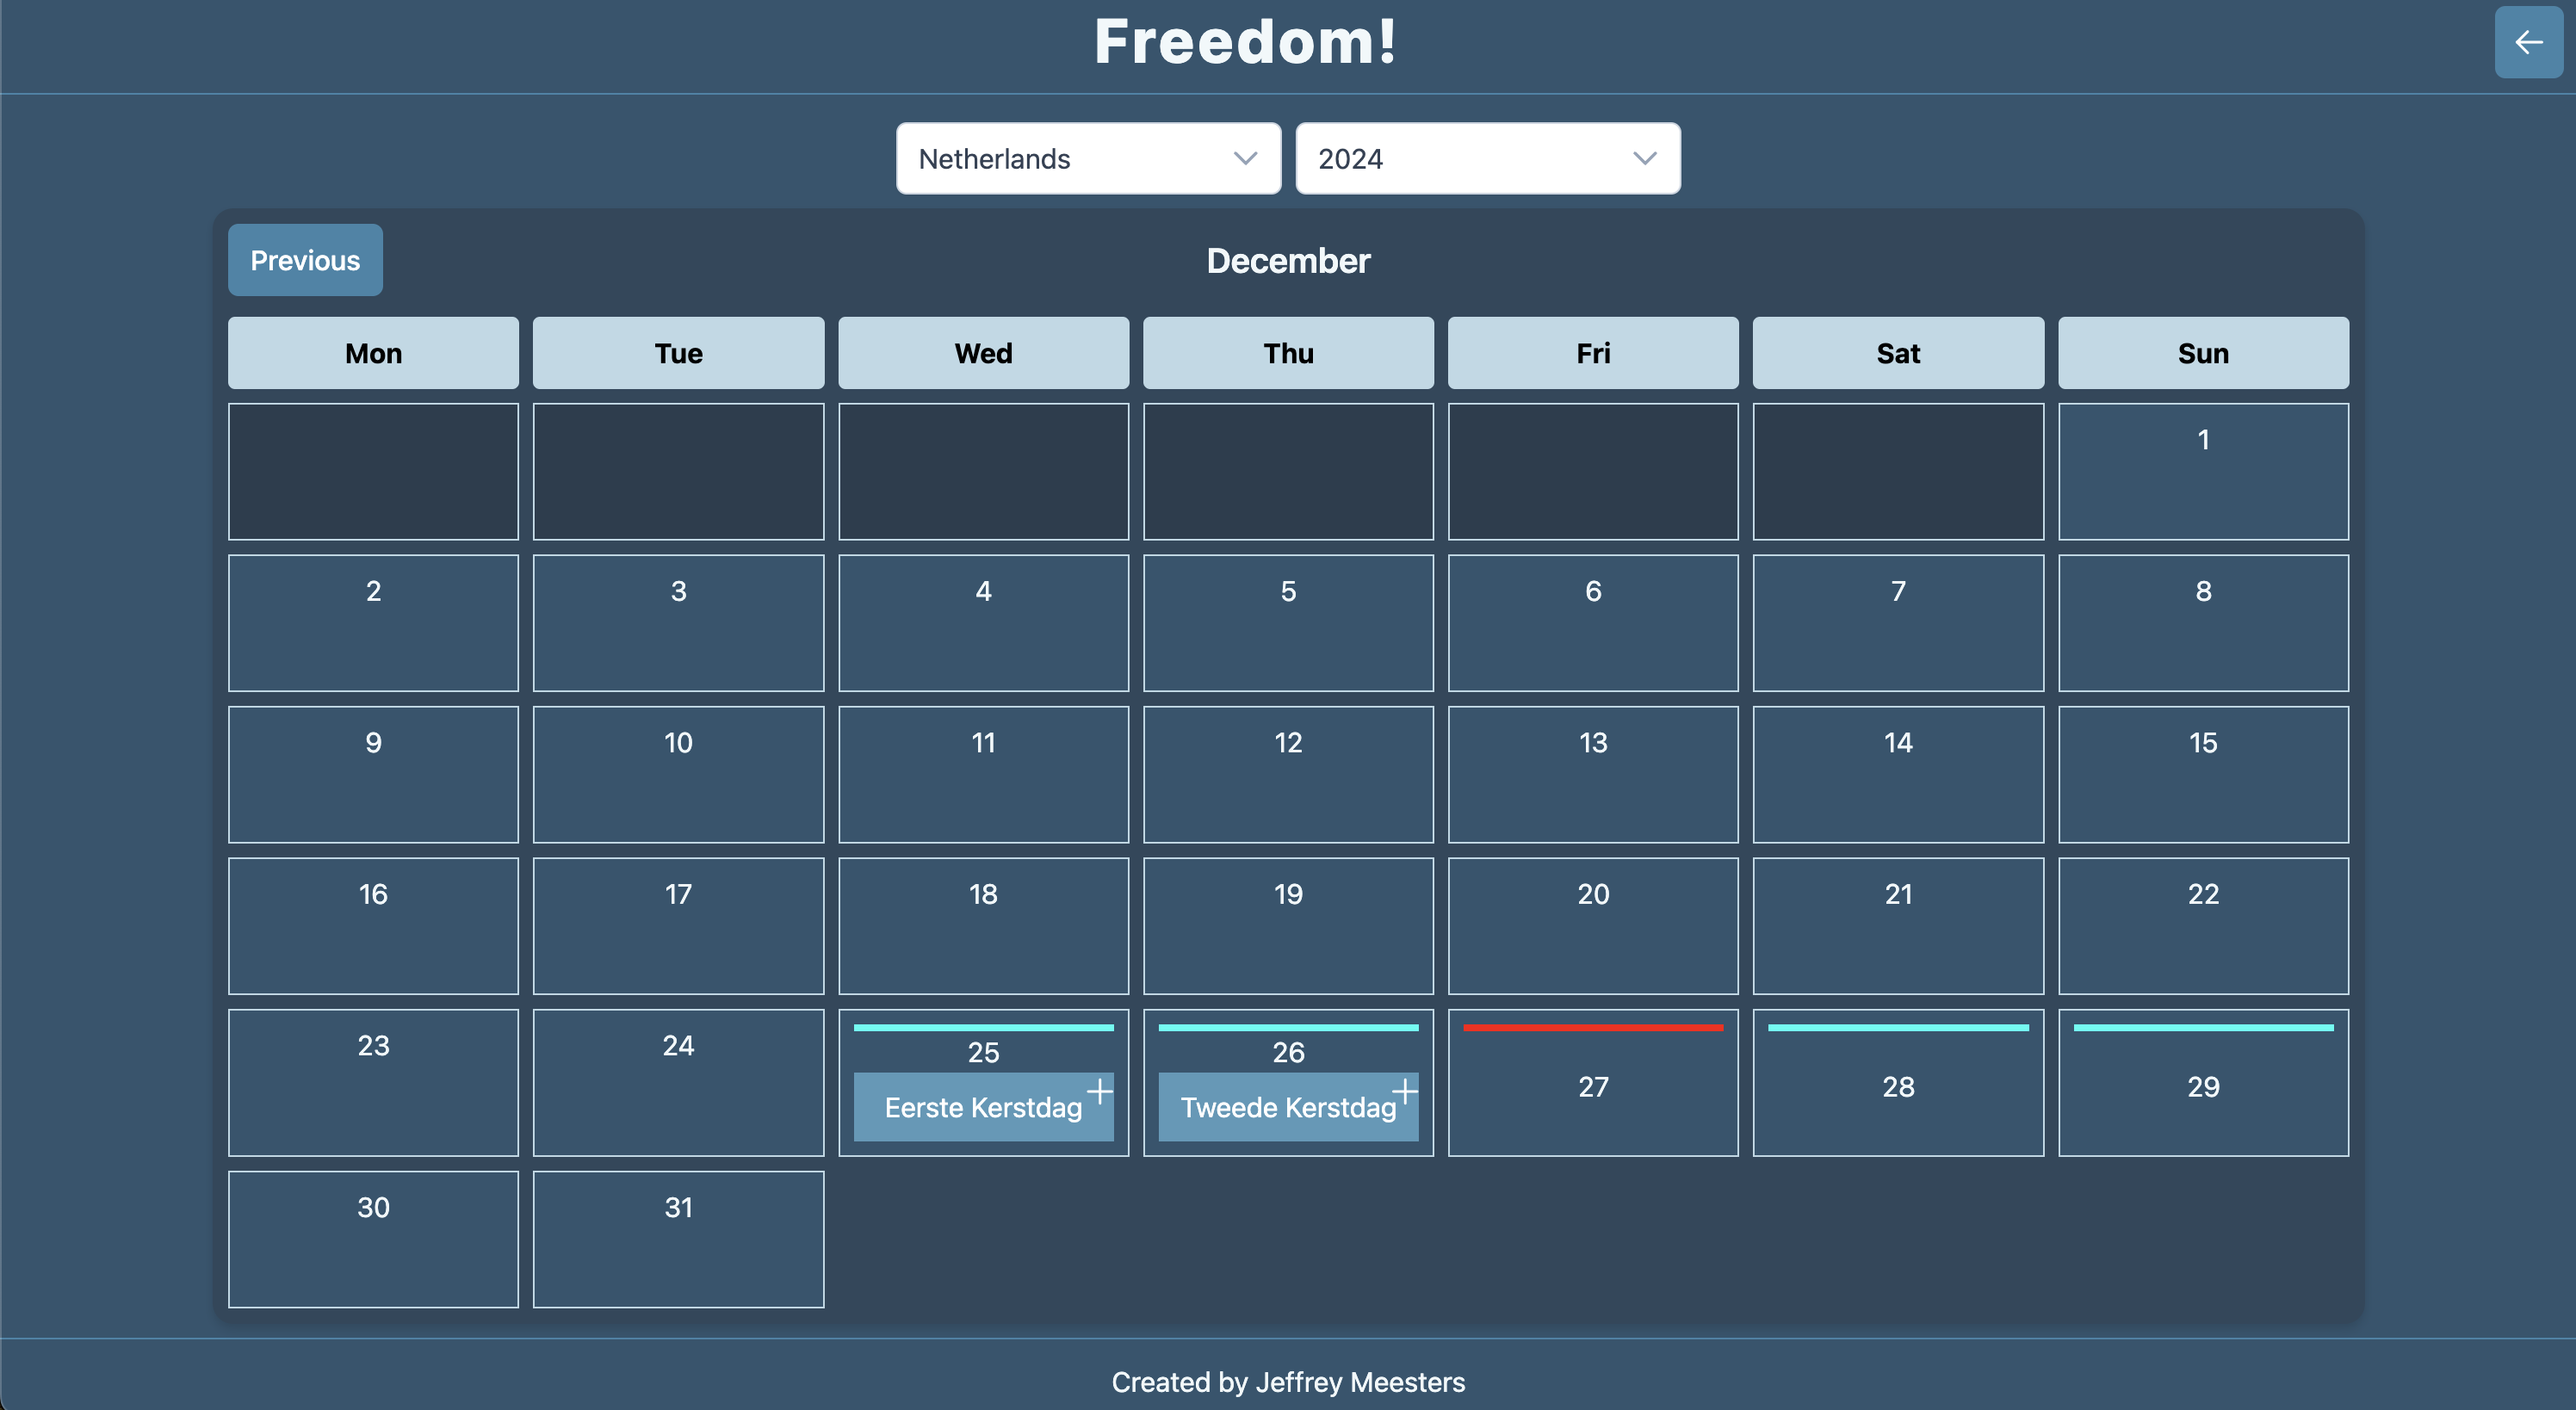 Freedom!
Netherlands 2024
Previous December
Mon Tue Wed Thu Fri Sat Sun
1
2 3 4 5 6 7 8
9 10 11 12 13 14 15
16 17 18 19 20 21 22
23 24 25 26 27 28 29
Eerste Kerstdag Tweede Kerstdag
30 31
Created by Jeffrey Meesters